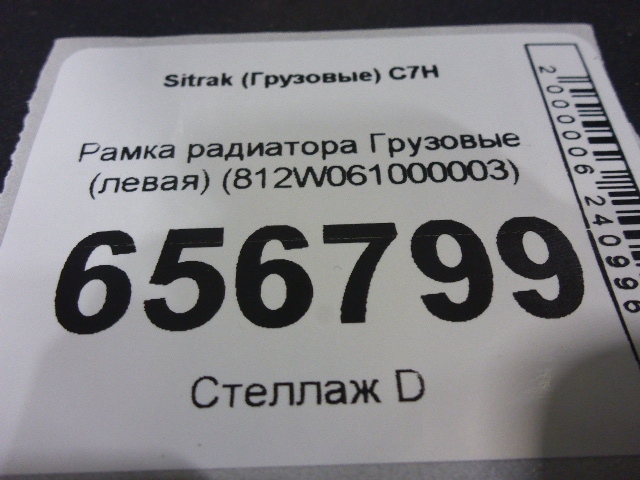 Sitrak (Грузовые) C7H
Рамка радиатора Грузовые
(левая) (812W061000003)
656799
Стеллаж D
2000006240996